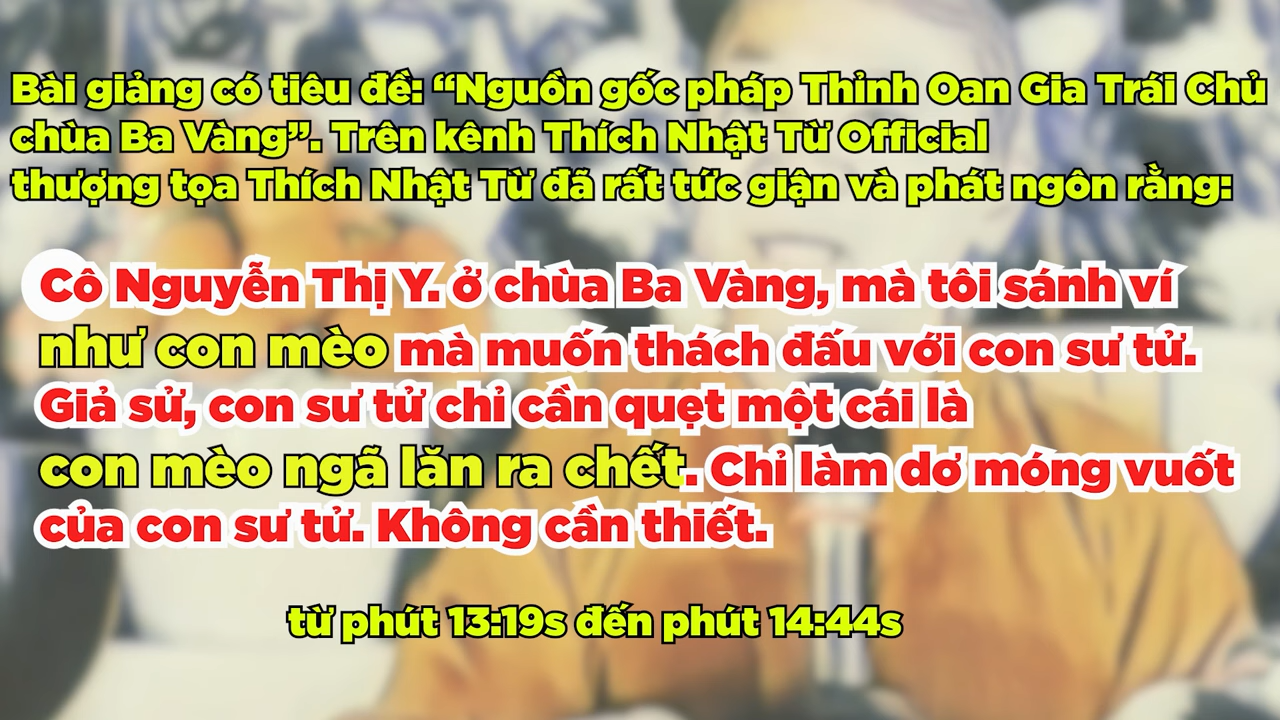 Bài giảng có tiêu đề: “Nguồn gốc pháp Thỉnh Oan Gia Trái Chủ
chùa Ba Vàng”. Trên kênh Thích Nhật Từ Official
thượng tọa Thích Nhật Từ đã rất tức giận và phát ngôn rằng:
Cô Nguyễn Thị Y. ở chùa Ba Vàng, mà tôi sánh ví
như con mèo mà muốn thách đấu với con sư tử.
Giả sử, con sư tử chỉ cần quẹt một cái là
con mèo ngã lăn ra chết. Chỉ làm dơ móng vuốt
của con sư tử. Không cần thiết.
từ phút 13:19s đến phút 14:44s